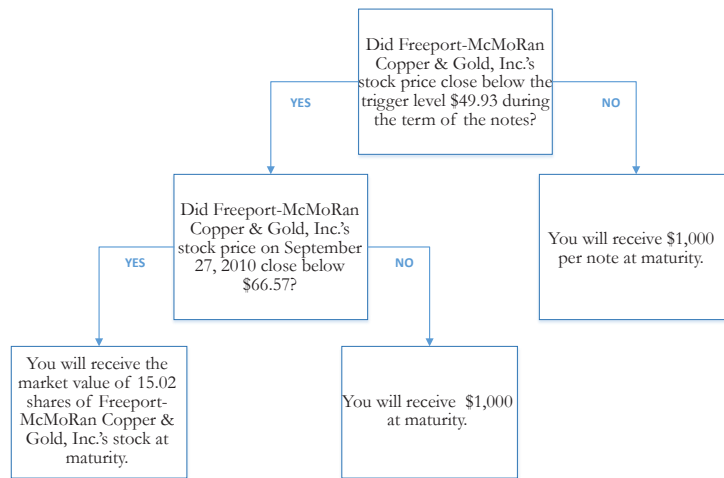 Did Freeport-McMoRan
Copper & Gold, Inc.'s
stock price close below the
trigger level $49.93 during
the term of the notes?
YES
NO
Did Freeport-McMoRan
Copper & Gold, Inc.'s
stock price on September
27, 2010 close below
$66.57?
You will receive $1,000
per note at maturity.
YES
NO
You will receive the
market value of 15.02
shares of Freeport-
McMoRan Copper &
Gold, Inc.'s stock at
maturity.
You will receive $1,000
at maturity.